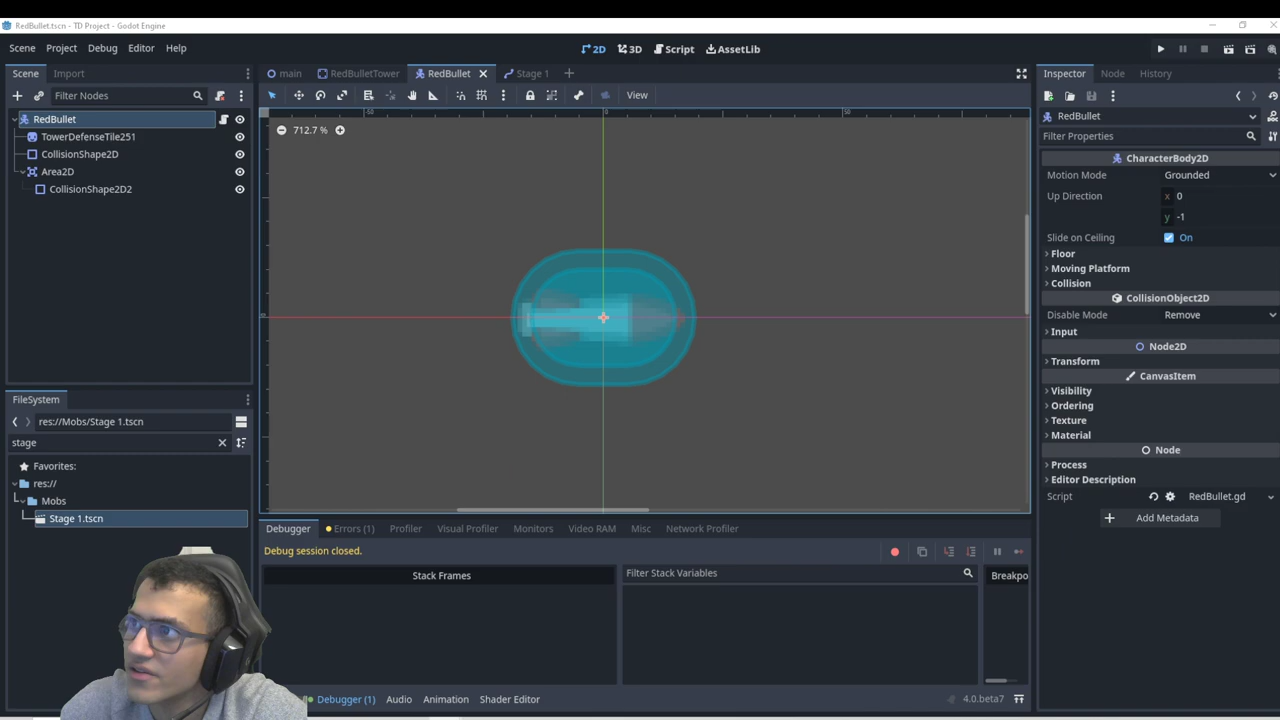 RedBullet.tscn - TD Project - Godot Engine
Scene Project Debug Editor Help
2D 3D Script AssetLib
Scene Import
main RedBulletTower RedBullet Stage 1
Inspector Node History
Filter Nodes
View
RedBullet
Filter Properties
712.7 %
-50 0 50
RedBullet
TowerDefenseTile251
CollisionShape2D
Area2D
CollisionShape2D2
CharacterBody2D
Motion Mode Grounded
Up Direction x 0
y -1
Slide on Ceiling On
Floor
Moving Platform
Collision
CollisionObject2D
Disable Mode Remove
Input
Node2D
Transform
CanvasItem
Visibility
Ordering
Texture
Material
Node
Process
Editor Description
Script RedBullet.gd
Add Metadata
FileSystem
res://Mobs/Stage 1.tscn
stage
Favorites:
res://
Mobs
Stage 1.tscn
Debugger Errors (1) Profiler Visual Profiler Monitors Video RAM Misc Network Profiler
Debug session closed.
Stack Frames
Filter Stack Variables
Breakpo
Debugger (1) Audio Animation Shader Editor
4.0.beta7